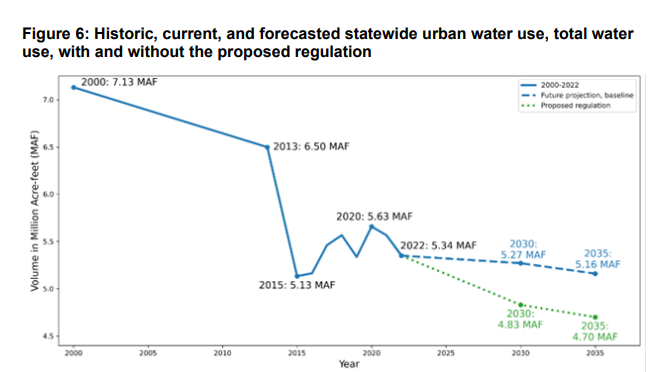 Figure 6: Historic, current, and forecasted statewide urban water use, total water
use, with and without the proposed regulation
2000: 7.13 MAF
2000-2022
Future projection, baseline
Proposed regulation
7.0
6.5
6.0
5.5
5.0
4.5
Volume in Million Acre-feet (MAF)
2013: 6.50 MAF
2020: 5.63 MAF
2022: 5.34 MAF
2015: 5.13 MAF
2030:
5.27 MAF
2035:
5.16 MAF
2030:
4.83 MAF
2035:
4.70 MAF
2000
2005
2010
2015
2020
2025
2030
2035
Year